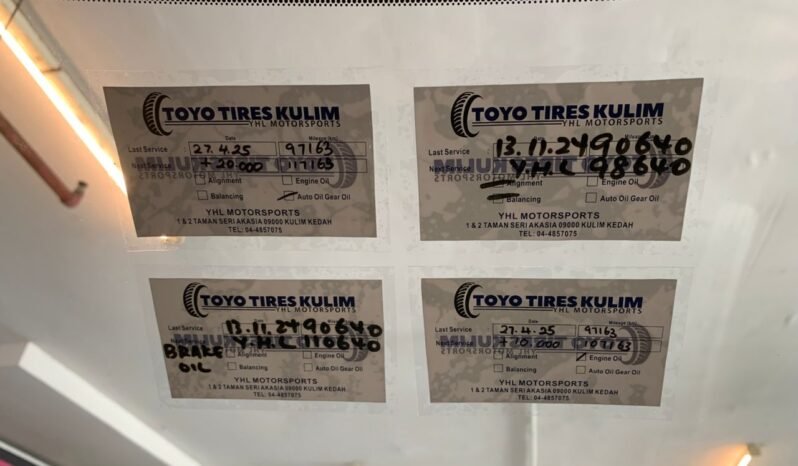 TOYO TIRES KULIM
YHL MOTORSPORTS
Date Mileage (km)
Last Service 27.4.25 97163
Next Service + 20.000 117163
Alignment Engine Oil
Balancing Auto Oil Gear Oil
YHL MOTORSPORTS
1 & 2 TAMAN SERI AKASIA 09000 KULIM KEDAH
TEL: 04-4857075
TOYO TIRES KULIM
YHL MOTORSPORTS
Date Mileage (km)
Last Service 13.11.24 90640
Next Service Y.H.C 98640
Alignment Engine Oil
Balancing Auto Oil Gear Oil
YHL MOTORSPORTS
1 & 2 TAMAN SERI AKASIA 09000 KULIM KEDAH
TEL: 04-4857075
TOYO TIRES KULIM
YHL MOTORSPORTS
Last Service 13.11.24 90640
Next Service Y.H.C 110640
BRAKE OIL
Alignment Engine Oil
Balancing Auto Oil Gear Oil
YHL MOTORSPORTS
1 & 2 TAMAN SERI AKASIA 09000 KULIM KEDAH
TEL: 04-4857075
TOYO TIRES KULIM
YHL MOTORSPORTS
Date Mileage (km)
Last Service 27.4.25 97163
Next Service + 10.000 107163
Alignment Engine Oil
Balancing Auto Oil Gear Oil
YHL MOTORSPORTS
1 & 2 TAMAN SERI AKASIA 09000 KULIM KEDAH
TEL: 04-4857075